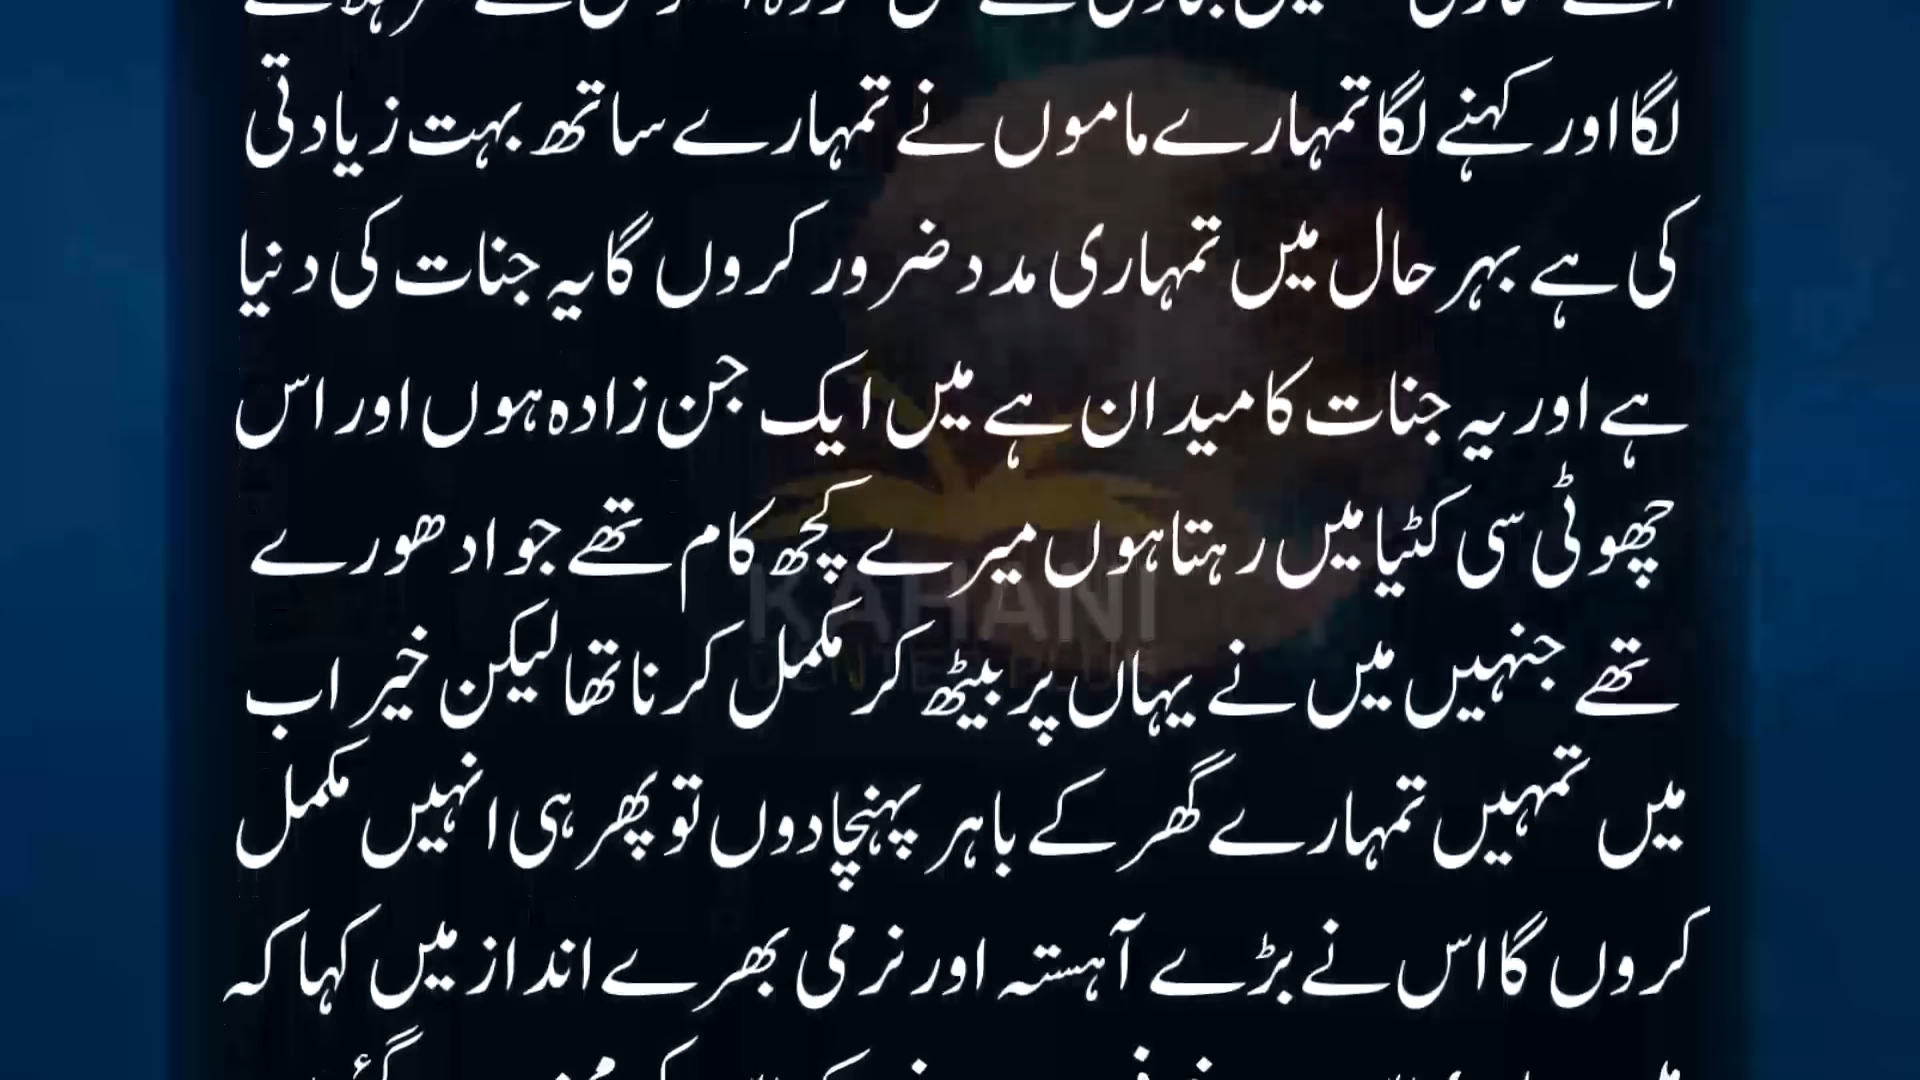 لگا اور کہنے لگا تمہارے ماموں نے تمہارے ساتھ بہت زیادتی
کی ہے بہر حال میں تمہاری مدد ضرور کروں گا یہ جنات کی دنیا
ہے اور یہ جنات کا میدان ہے میں ایک جن زادہ ہوں اور اس
چھوٹی سی کٹیا میں رہتا ہوں میرے کچھ کام تھے جو ادھورے
تھے جنہیں میں نے یہاں پر بیٹھ کر مکمل کرنا تھا لیکن خیر اب
میں تمہیں تمہارے گھر کے باہر پہنچا دوں تو پھر ہی انہیں مکمل
کروں گا اس نے بڑے آہستہ اور نرمی بھرے انداز میں کہا کہ
KAHANI
CENTER PLUS